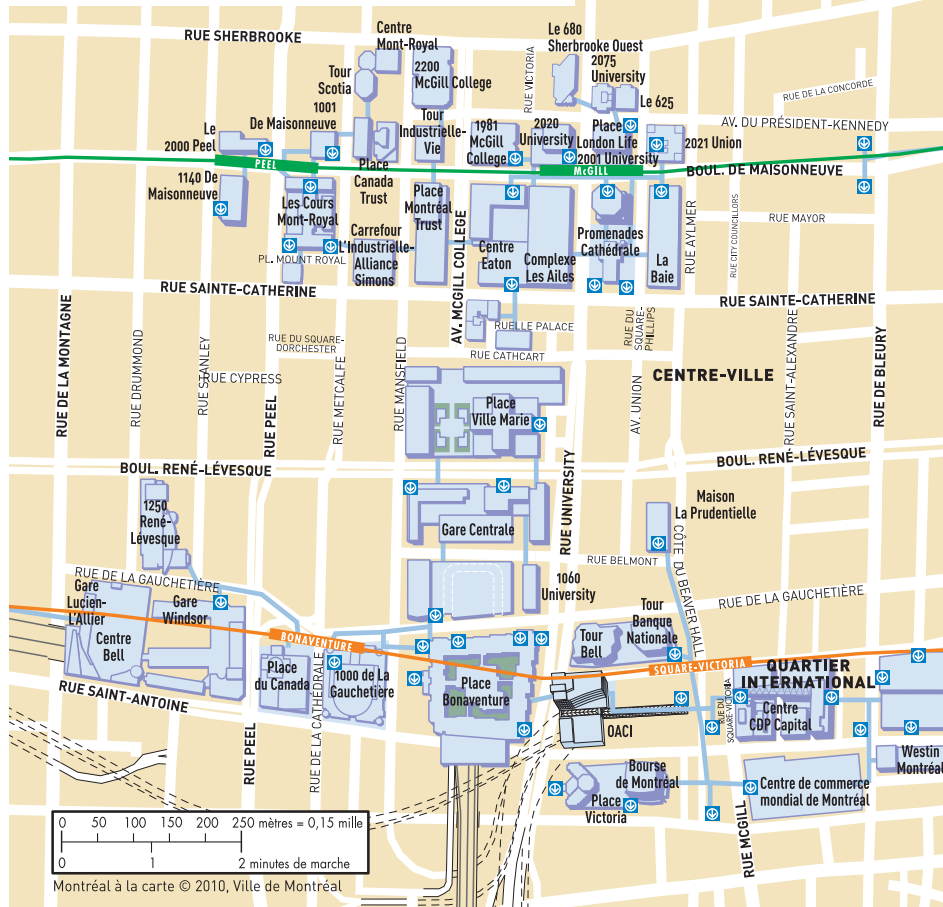 RUE SHERBROOKE
Centre
Mont-Royal
Le 680
Sherbrooke Ouest
2075
University
Le 625
Tour
Scotia
2200
McGill College
RUE VICTORIA
RUE DE LA CONCORDE
1001
De Maisonneuve
Le
2000 Peel
Tour
Industrielle-
Vie
1981
McGill
College
2020
University
Place
London Life
2001 University
AV. DU PRÉSIDENT-KENNEDY
2021 Union
PEEL
McGILL
BOUL. DE MAISONNEUVE
Place
Canada
Trust
1140 De
Maisonneuve
Les Cours
Mont-Royal
Place
Montréal
Trust
AV. MCGILL COLLEGE
Centre
Eaton
Complexe
Les Ailes
Promenades
Cathédrale
La
Baie
RUE AYLMER
RUE CITY COUNCILLORS
RUE MAYOR
Carrefour
L'Industrielle-
Alliance
Simons
PL. MOUNT ROYAL
RUE SAINTE-CATHERINE
RUE SAINTE-CATHERINE
RUE DE LA MONTAGNE
RUE DRUMMOND
RUE STANLEY
RUE CYPRESS
RUE PEEL
RUE DU SQUARE-
DORCHESTER
RUE METCALFE
RUE MANSFIELD
RUELLE PALACE
RUE CATHCART
RUE DU
SQUARE-
PHILLIPS
AV. UNION
CENTRE-VILLE
RUE SAINT-ALEXANDRE
RUE DE BLEURY
Place
Ville Marie
BOUL. RENÉ-LÉVESQUE
BOUL. RENÉ-LÉVESQUE
RUE UNIVERSITY
1250
René-
Lévesque
Gare Centrale
Maison
La Prudentielle
CÔTE DU BEAVER HALL
RUE BELMONT
RUE DE LA GAUCHETIÈRE
RUE DE LA GAUCHETIÈRE
1060
University
Gare
Lucien-
L'Allier
Centre
Bell
Gare
Windsor
BONAVENTURE
Place
du Canada
1000 de La
Gauchetière
Place
Bonaventure
Tour
Bell
Tour
Banque
Nationale
SQUARE-VICTORIA
QUARTIER
INTERNATIONAL
RUE DU
SQUARE-VICTORIA
Centre
CDP Capital
OACI
RUE SAINT-ANTOINE
RUE PEEL
RUE DE LA CATHÉDRALE
Westin
Montréal
Bourse
de Montréal
Place
Victoria
Centre de commerce
mondial de Montréal
RUE MCGILL
0 50 100 150 200 250 mètres = 0,15 mille
0 1 2 minutes de marche
Montréal à la carte © 2010, Ville de Montréal